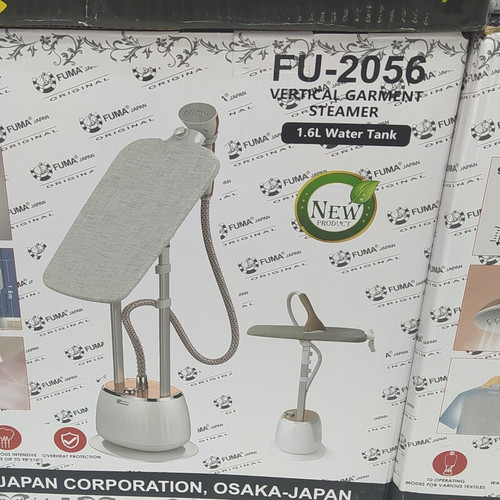 FU-2056
VERTICAL GARMENT
STEAMER
1.6L Water Tank
NEW
PRODUCT
FUMA JAPAN
ORIGINAL
OVERHEAT PROTECTION
10 OPERATING
MODES FOR VARIOUS TEXTILES
JAPAN CORPORATION, OSAKA-JAPAN